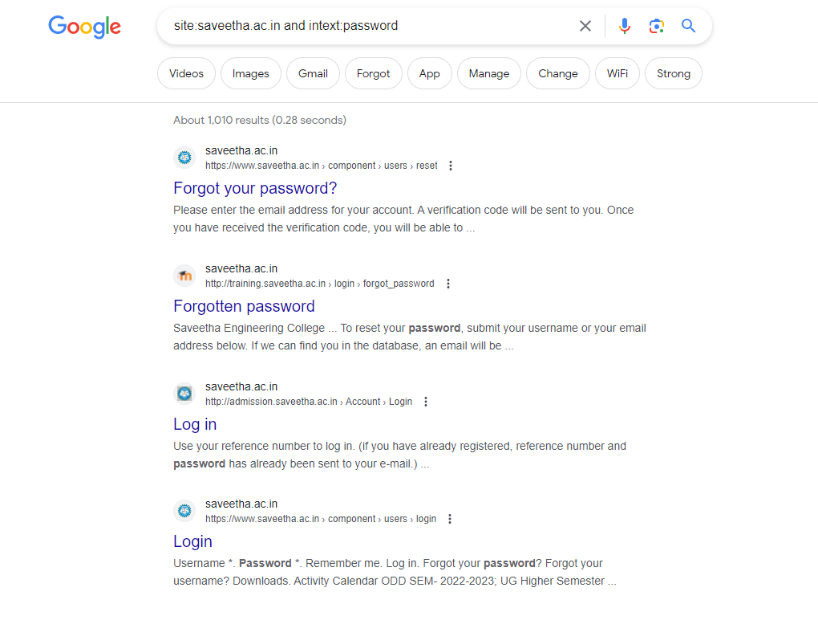 Google
site:saveetha.ac.in and intext:password
Videos Images Gmail Forgot App Manage Change WiFi Strong
About 1,010 results (0.28 seconds)
saveetha.ac.in
https://www.saveetha.ac.in › component › users › reset
Forgot your password?
Please enter the email address for your account. A verification code will be sent to you. Once
you have received the verification code, you will be able to ...
saveetha.ac.in
http://training.saveetha.ac.in › login › forgot_password
Forgotten password
Saveetha Engineering College ... To reset your password, submit your username or your email
address below. If we can find you in the database, an email will be ...
saveetha.ac.in
http://admission.saveetha.ac.in › Account › Login
Log in
Use your reference number to log in. (if you have already registered, reference number and
password has already been sent to your e-mail.) ...
saveetha.ac.in
https://www.saveetha.ac.in › component › users › login
Login
Username *. Password *. Remember me. Log in. Forgot your password? Forgot your
username? Downloads. Activity Calendar ODD SEM- 2022-2023; UG Higher Semester ...